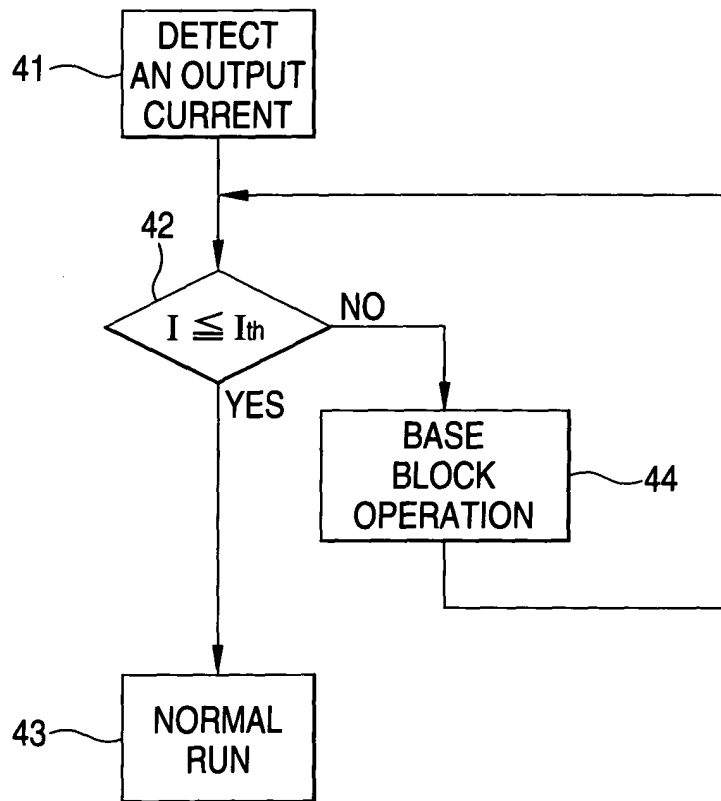 41
DETECT
AN OUTPUT
CURRENT
42
I ≦ Ith
NO
YES
BASE
BLOCK
OPERATION
44
43
NORMAL
RUN